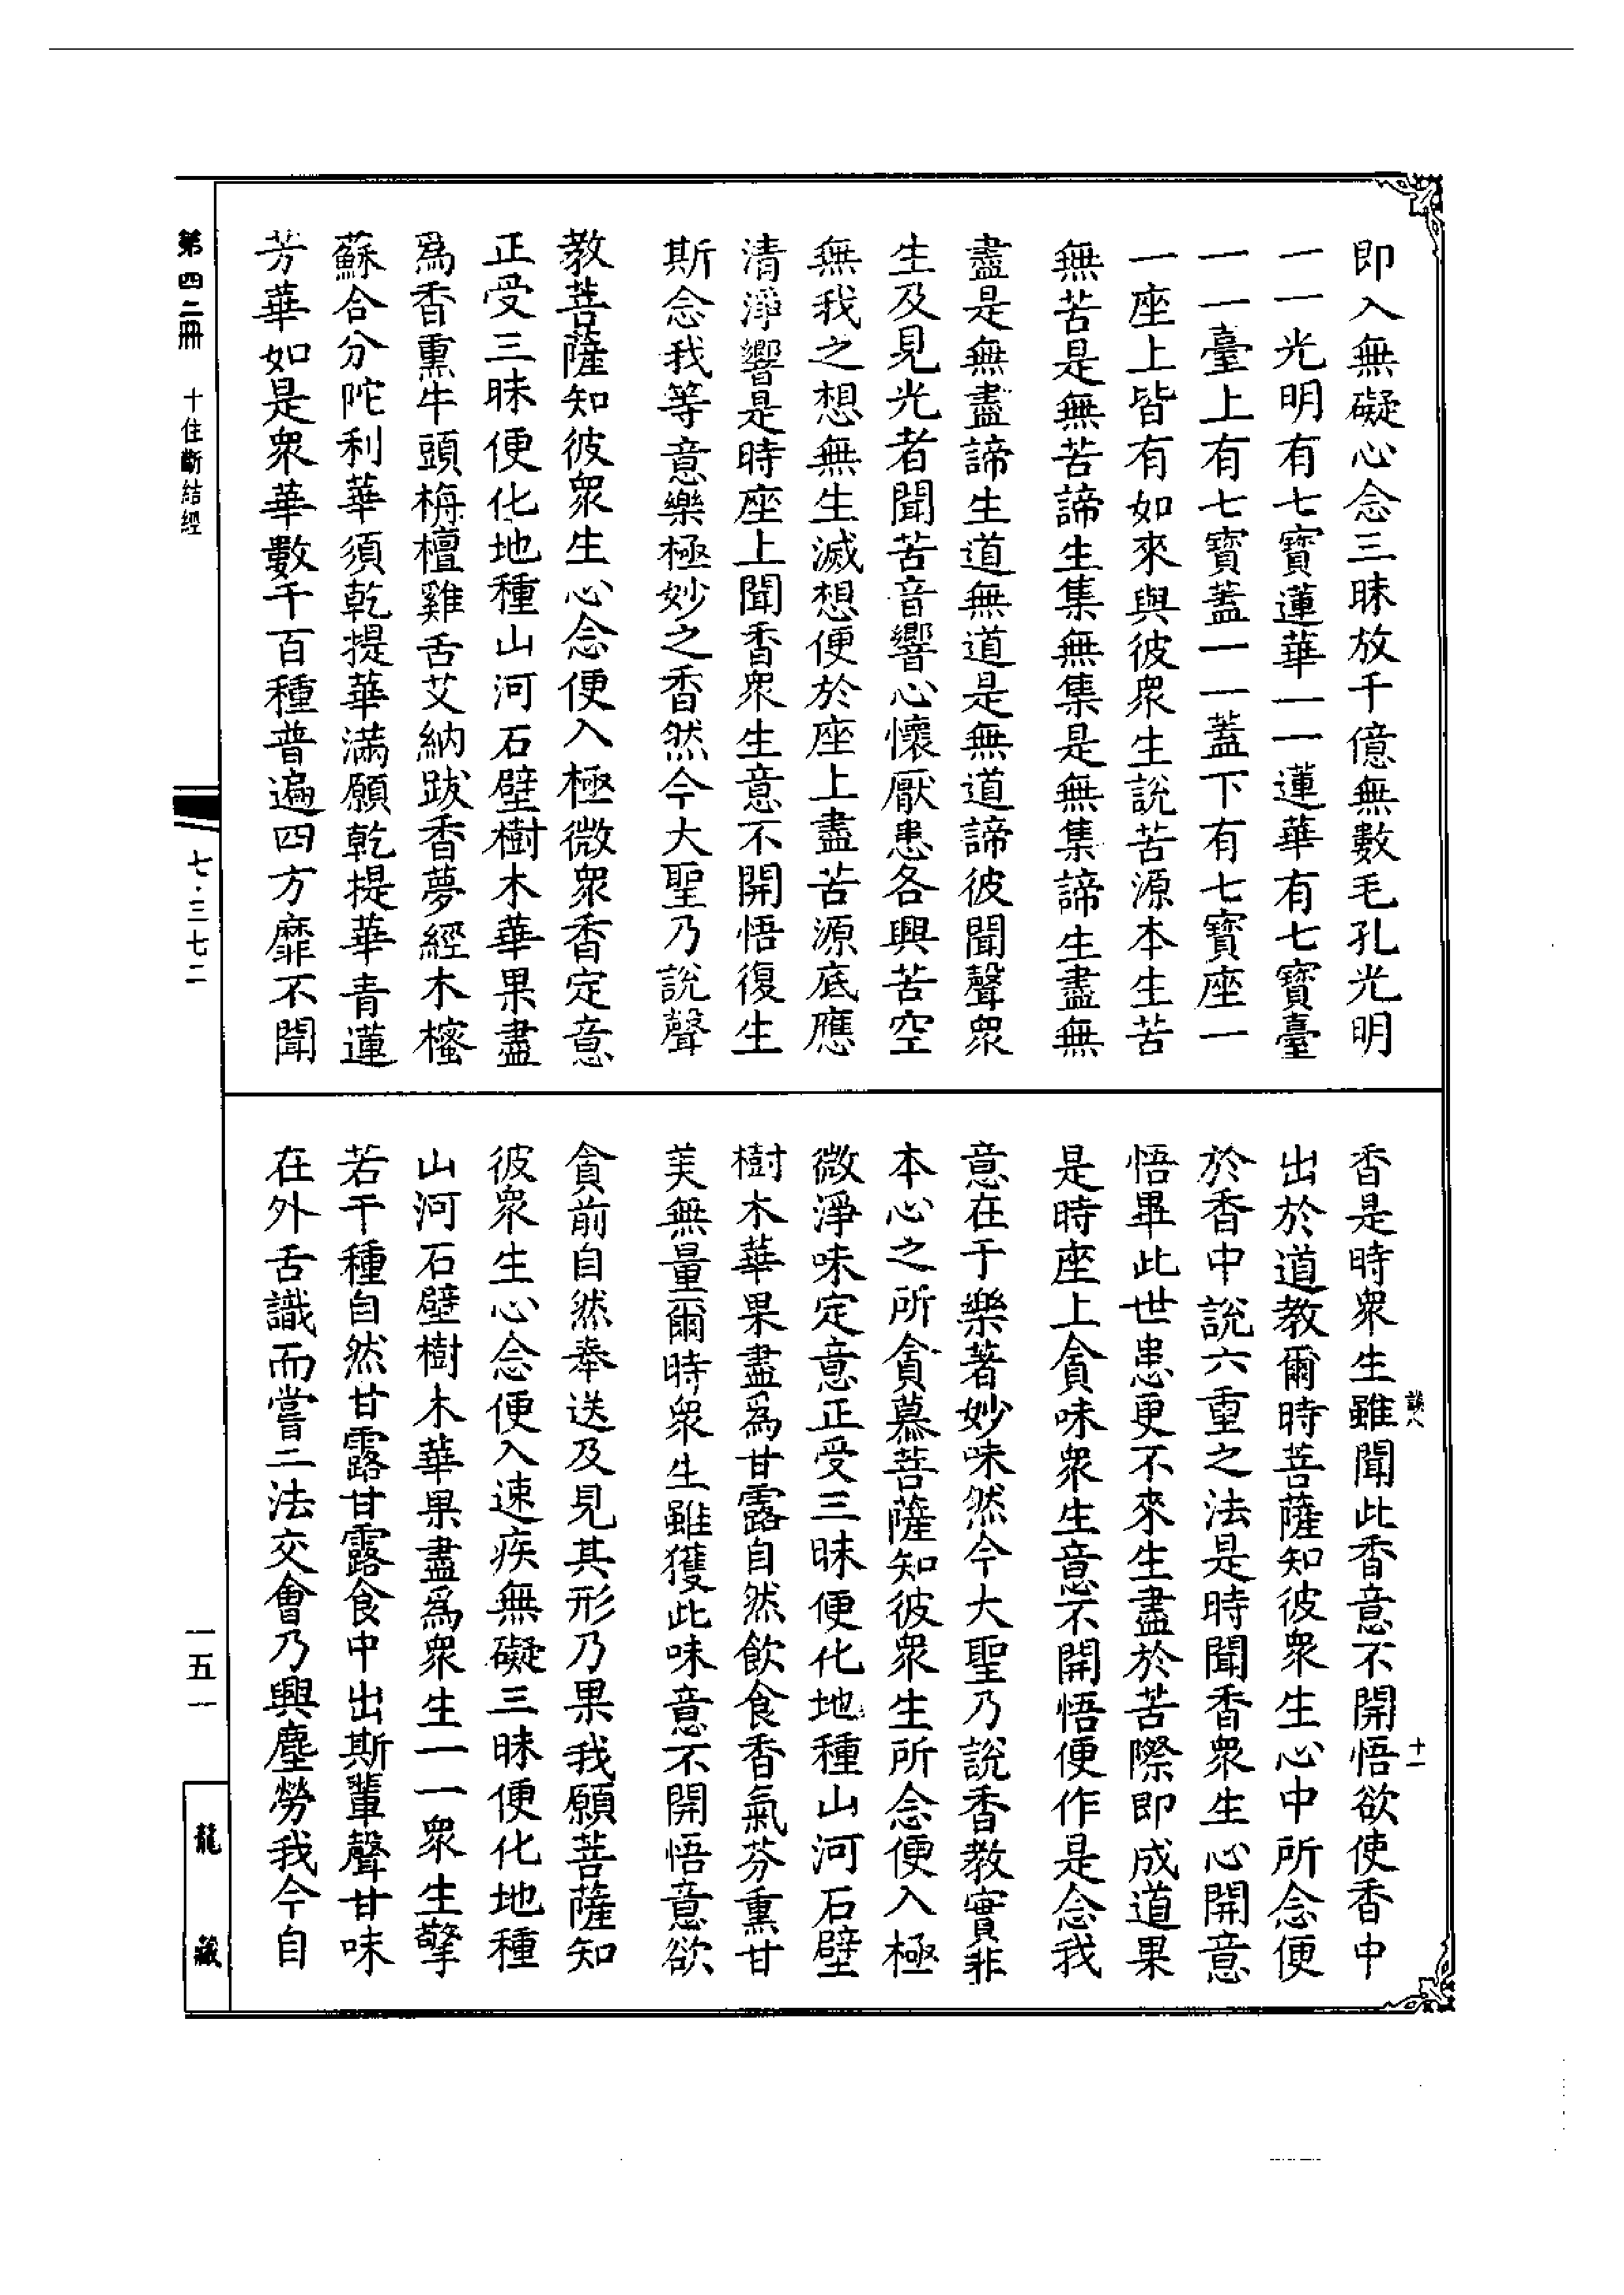 即入無礙心念三昧放千億無數毛孔光明
一一光明有七寶蓮華一一蓮華有七寶臺
一一臺上有七寶蓋一一蓋下有七寶座一
一座上皆有如來與彼衆生說苦源本生苦
無苦是無苦諦生集無集是無集諦生盡無
盡是無盡諦生道無道是無道諦彼聞聲衆
生及見光者聞苦音響心懷厭患各興苦空
無我之想無生滅想便於座上盡苦源底應
清淨響是時座上聞香衆生意不開悟復生
斯念我等意樂極妙之香然今大聖乃說聲
教菩薩知彼衆生心念便入極微衆香定意
正受三昧便化地種山河石壁樹木華果盡
爲香熏牛頭栴檀雞舌艾納跋香夢經木櫁
蘇合分陀利華須乾提華滿願乾提華青蓮
芳華如是衆華數千百種普遍四方靡不聞
香是時衆生雖聞此香意不開悟欲使香中
出於道教爾時菩薩知彼衆生心中所念便
於香中說六重之法是時聞香衆生心開意
悟畢此世患更不來生盡於苦際即成道果
是時座上貪味衆生意不開悟便作是念我
意在于樂著妙味然今大聖乃說香教實非
本心之所貪慕菩薩知彼衆生所念便入極
微淨味定意正受三昧便化地種山河石壁
樹木華果盡爲甘露自然飲食香氣芬熏甘
美無量爾時衆生雖獲此味意不開悟意欲
貪前自然奉送及見其形乃果我願菩薩知
彼衆生心念便入速疾無礙三昧便化地種
山河石壁樹木華果盡爲衆生一一衆生擎
若干種自然甘露甘露食中出斯輩聲甘味
在外舌識而嘗二法交會乃興塵勞我今自
十一
第四二冊
十住斷結經
七·三七二
一五一
龍藏